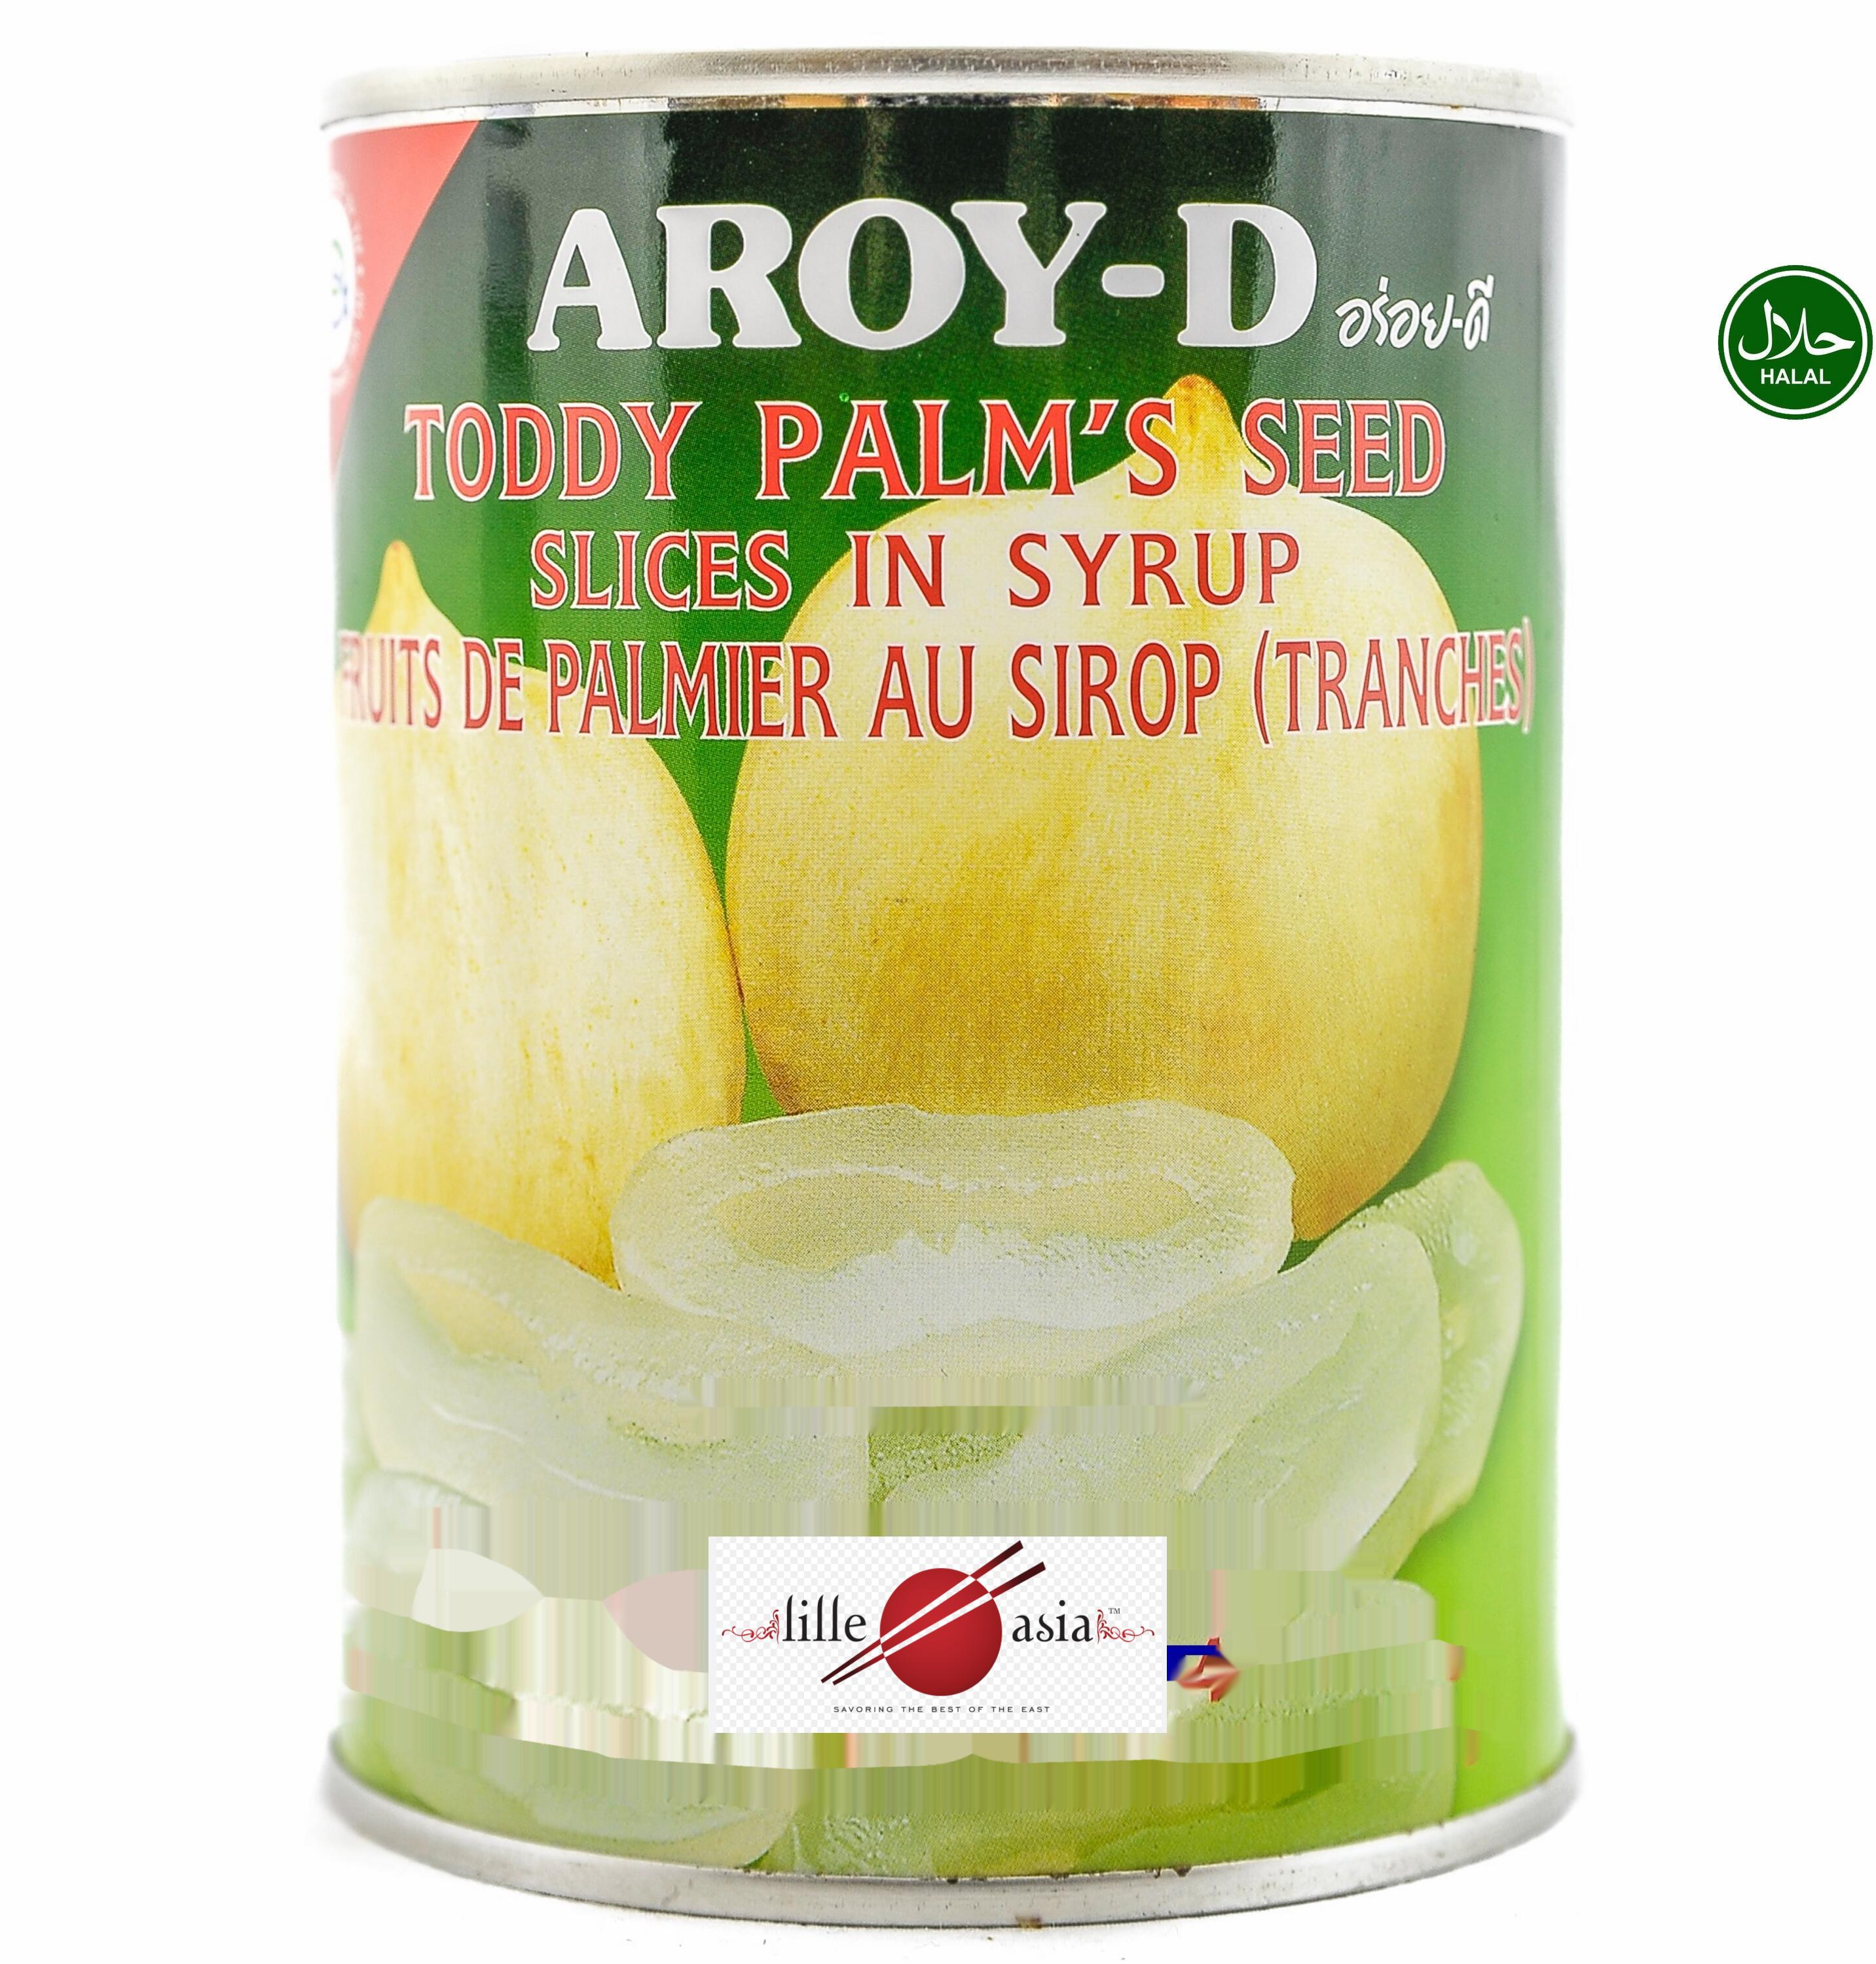 AROY-D อร่อย-ดี
حلال
HALAL
TODDY PALM'S SEED
SLICES IN SYRUP
FRUITS DE PALMIER AU SIROP (TRANCHES)
lille asia™
SAVORING THE BEST OF THE EAST